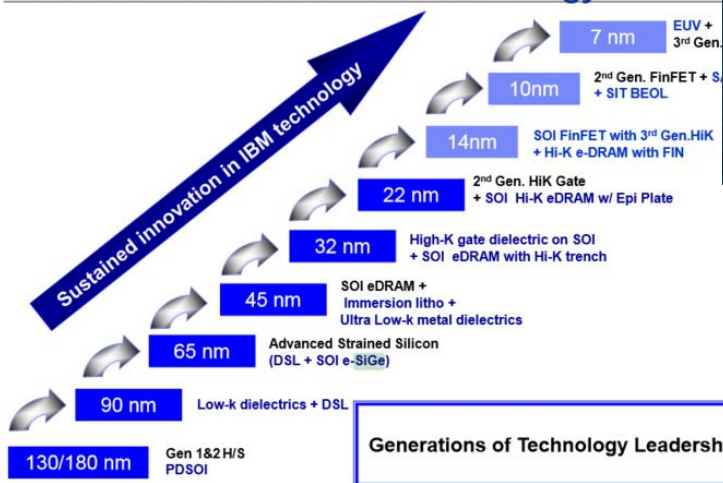 7 nm
EUV +
3rd Gen.
10nm
2nd Gen. FinFET +
+ SIT BEOL
14nm
SOI FinFET with 3rd Gen.HiK
+ Hi-K e-DRAM with FIN
22 nm
2nd Gen. HiK Gate
+ SOI Hi-K eDRAM w/ Epi Plate
32 nm
High-K gate dielectric on SOI
+ SOI eDRAM with Hi-K trench
45 nm
SOI eDRAM +
Immersion litho +
Ultra Low-k metal dielectrics
65 nm
Advanced Strained Silicon
(DSL + SOI e-SiGe)
90 nm
Low-k dielectrics + DSL
130/180 nm
Gen 1&2 H/S
PDSOI
Sustained innovation in IBM technology
Generations of Technology Leadersh